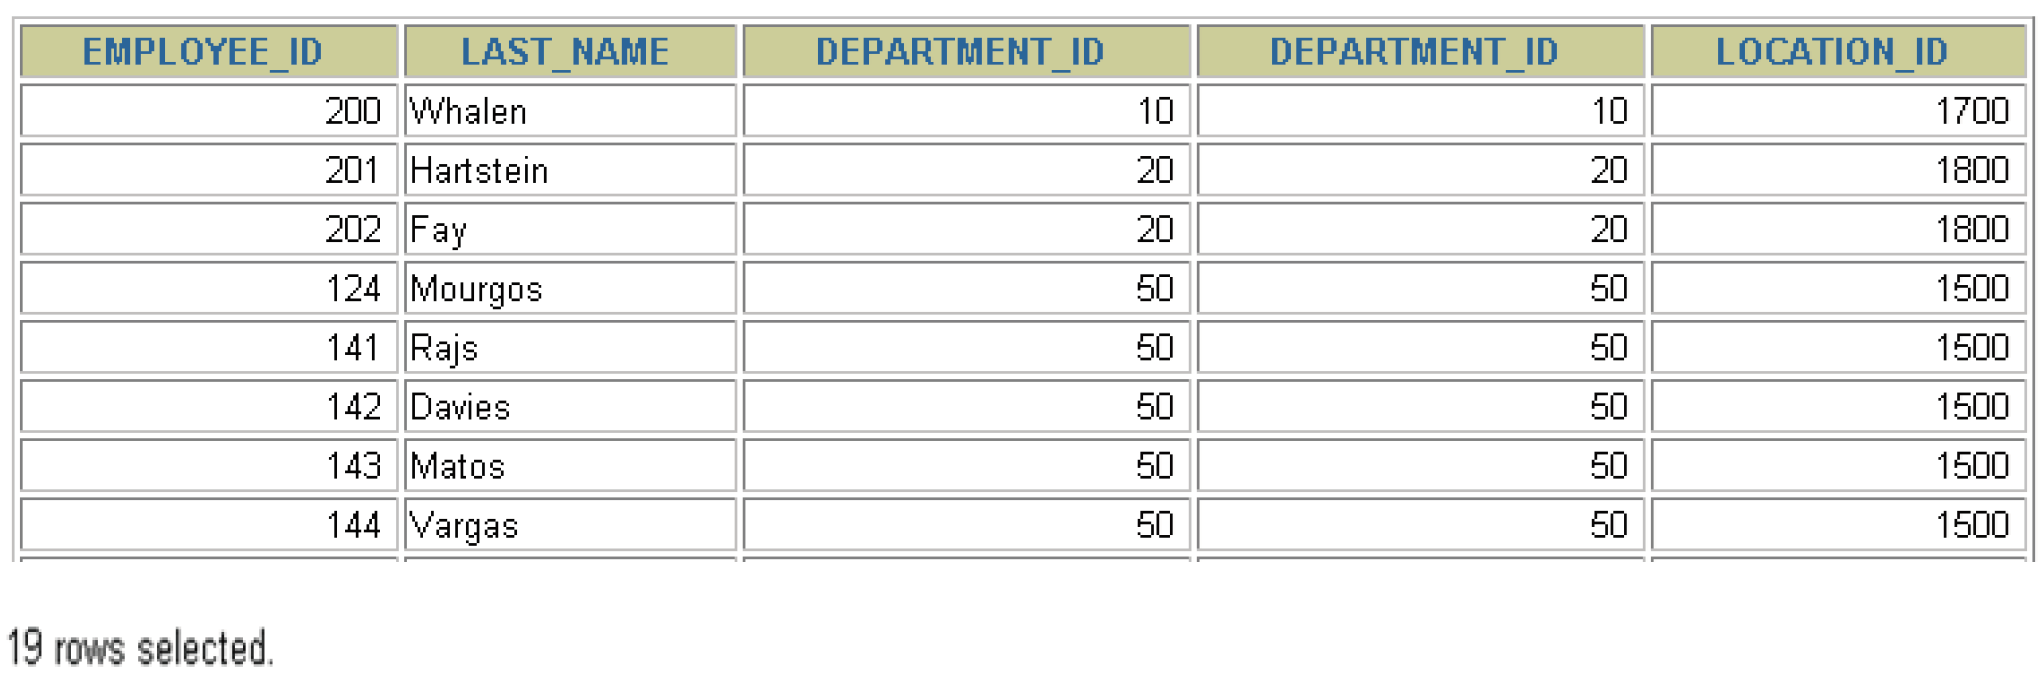 EMPLOYEE_ID LAST_NAME DEPARTMENT_ID DEPARTMENT_ID LOCATION_ID
200 Whalen 10 10 1700
201 Hartstein 20 20 1800
202 Fay 20 20 1800
124 Mourgos 50 50 1500
141 Rajs 50 50 1500
142 Davies 50 50 1500
143 Matos 50 50 1500
144 Vargas 50 50 1500
19 rows selected.